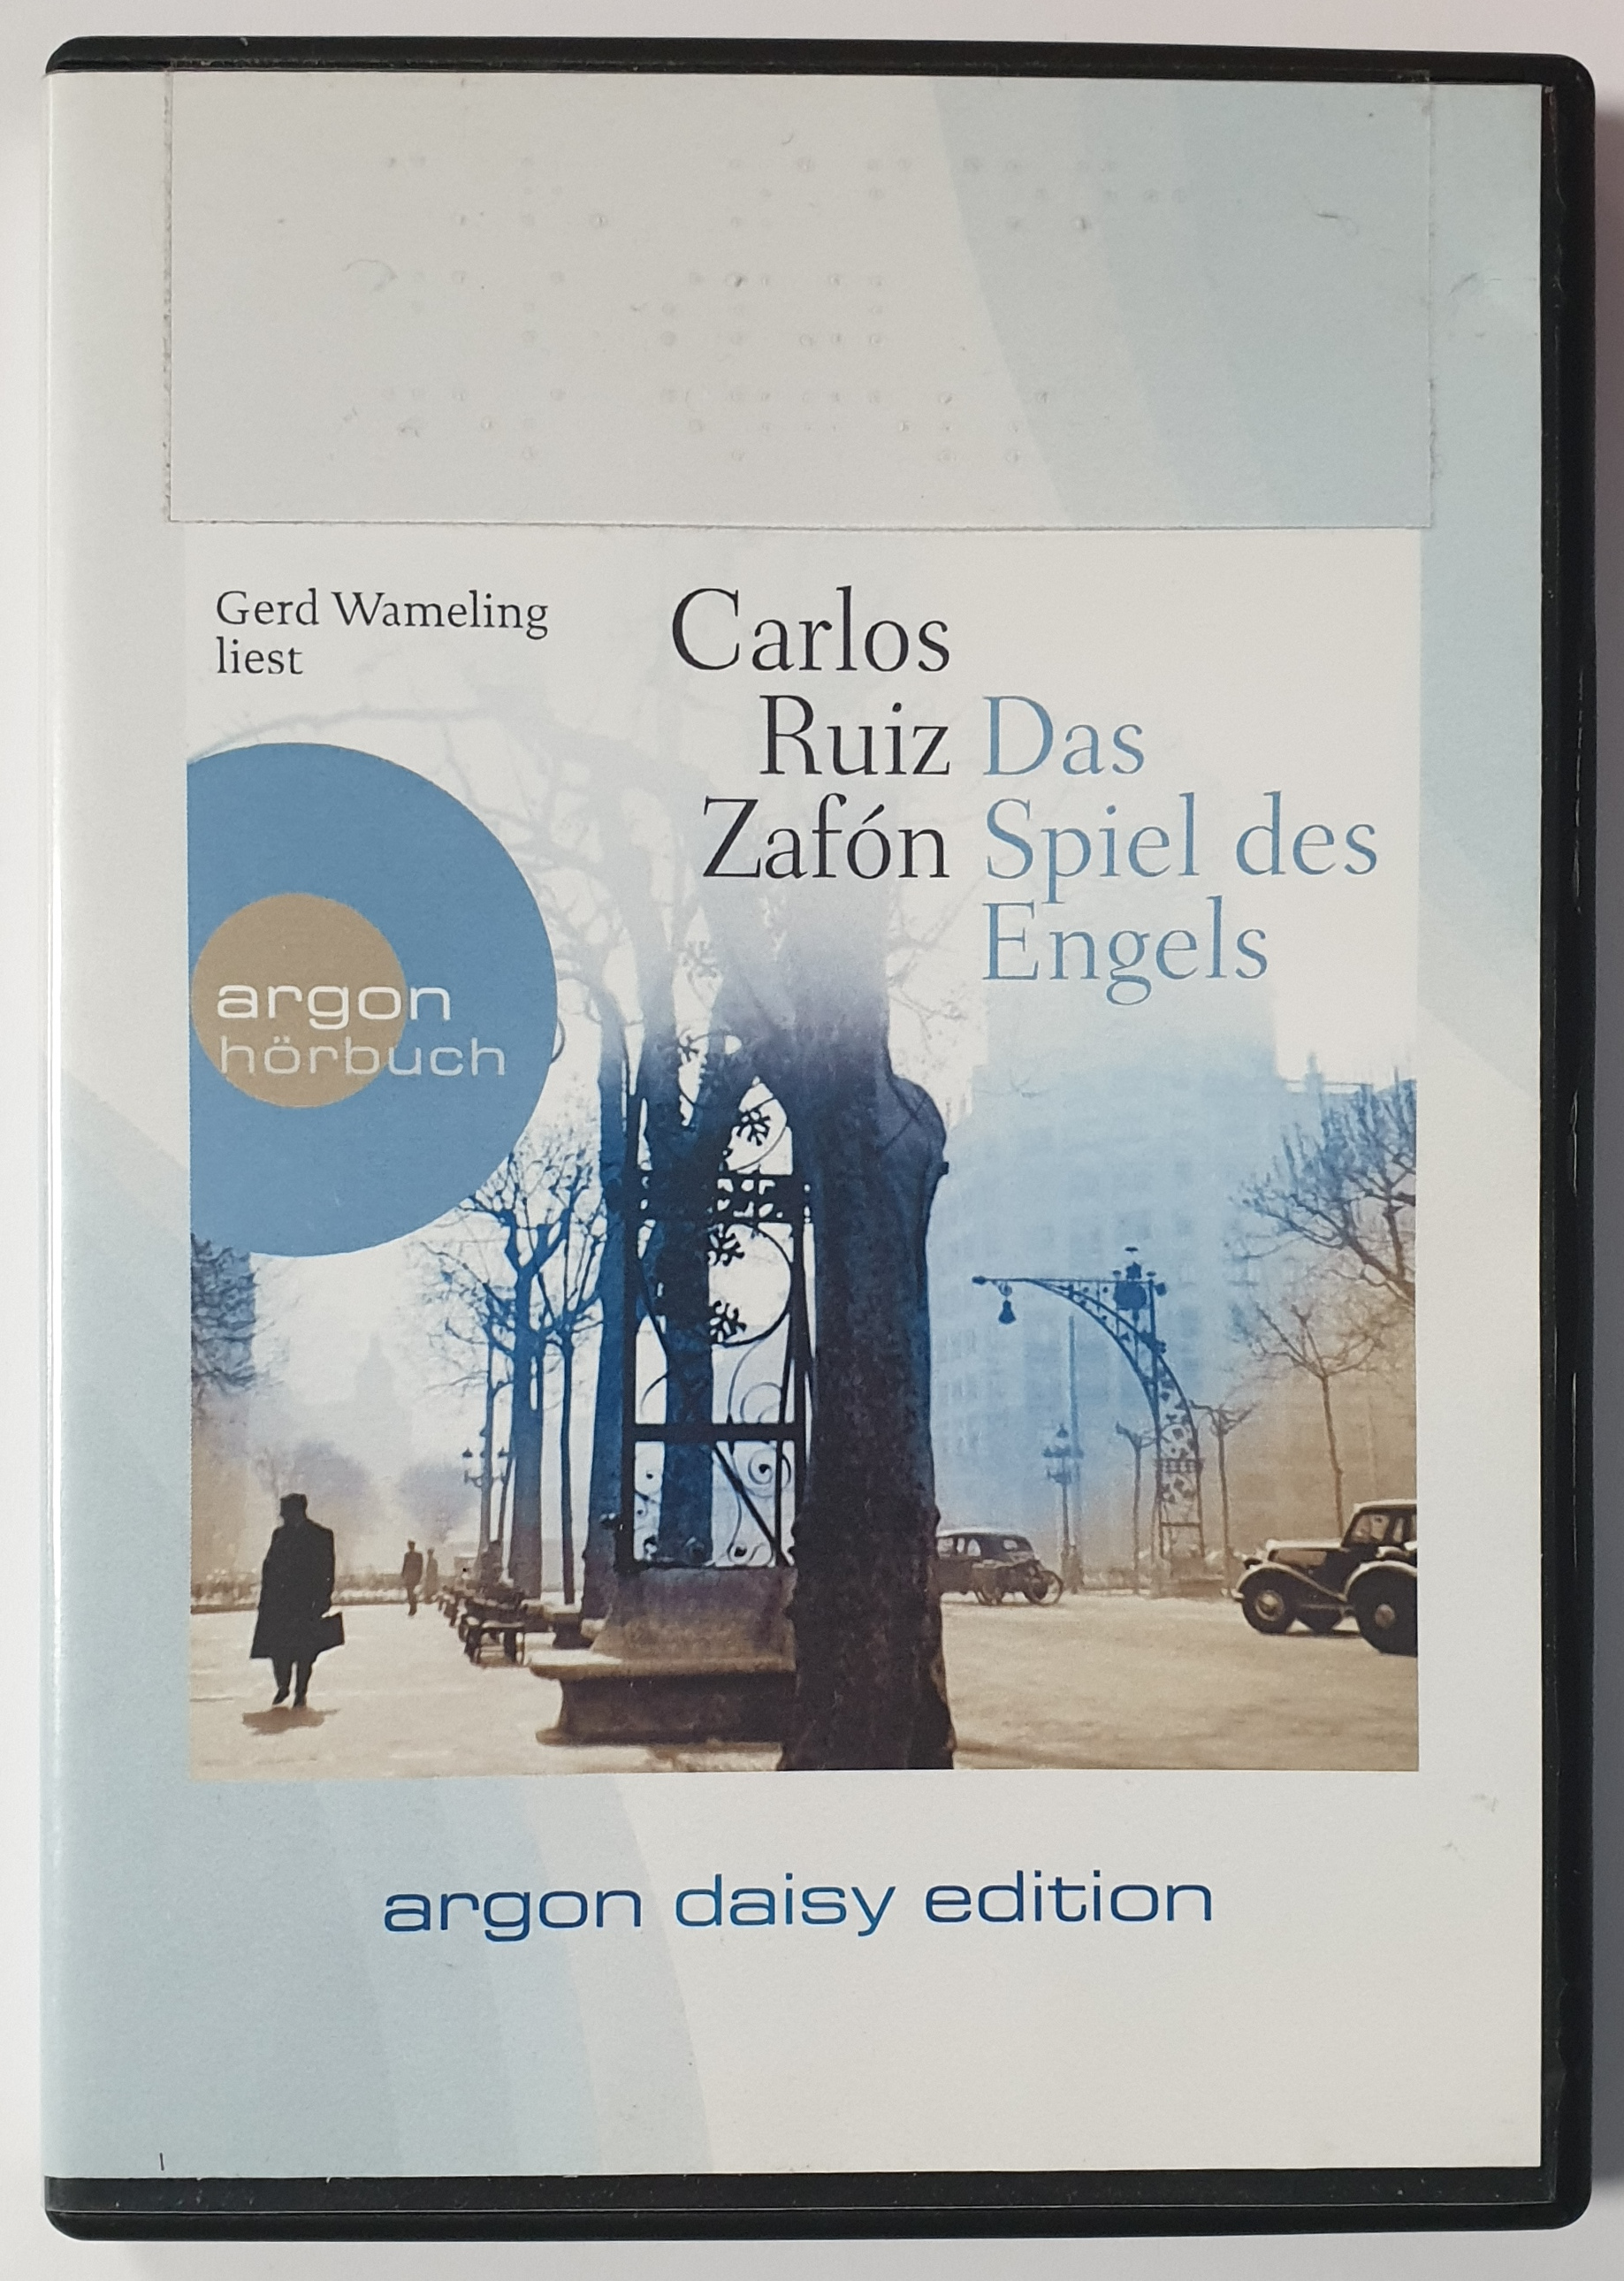 Gerd Wameling
liest
Carlos
Ruiz
Zafón
Das
Spiel des
Engels
argon
hörbuch
argon daisy edition